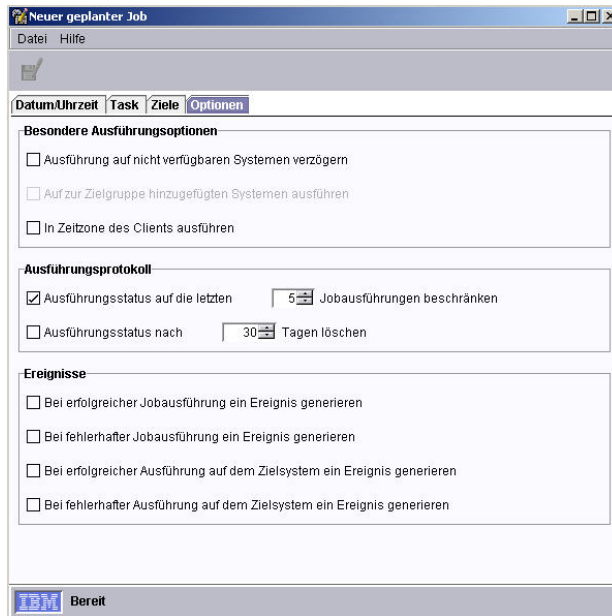 Neuer geplanter Job
Datei Hilfe
Datum/Uhrzeit Task Ziele Optionen
Besondere Ausführungsoptionen
Ausführung auf nicht verfügbaren Systemen verzögern
Auf zur Zielgruppe hinzugefügten Systemen ausführen
In Zeitzone des Clients ausführen
Ausführungsprotokoll
Ausführungsstatus auf die letzten 5 Jobausführungen beschränken
Ausführungsstatus nach 30 Tagen löschen
Ereignisse
Bei erfolgreicher Jobausführung ein Ereignis generieren
Bei fehlerhafter Jobausführung ein Ereignis generieren
Bei erfolgreicher Ausführung auf dem Zielsystem ein Ereignis generieren
Bei fehlerhafter Ausführung auf dem Zielsystem ein Ereignis generieren
IBM Bereit